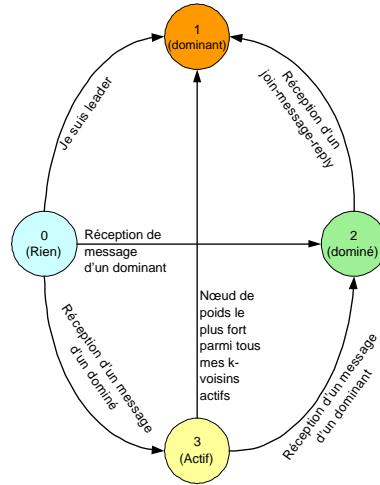 1
(dominant)
Je suis leader
Réception d'un
join-message-reply
0
(Rien)
Réception de
message
d'un dominant
2
(dominé)
Nœud de
poids le
plus fort
parmi tous
mes k-
voisins
actifs
Réception d'un message
d'un dominé
Réception d'un message
d'un dominant
3
(Actif)